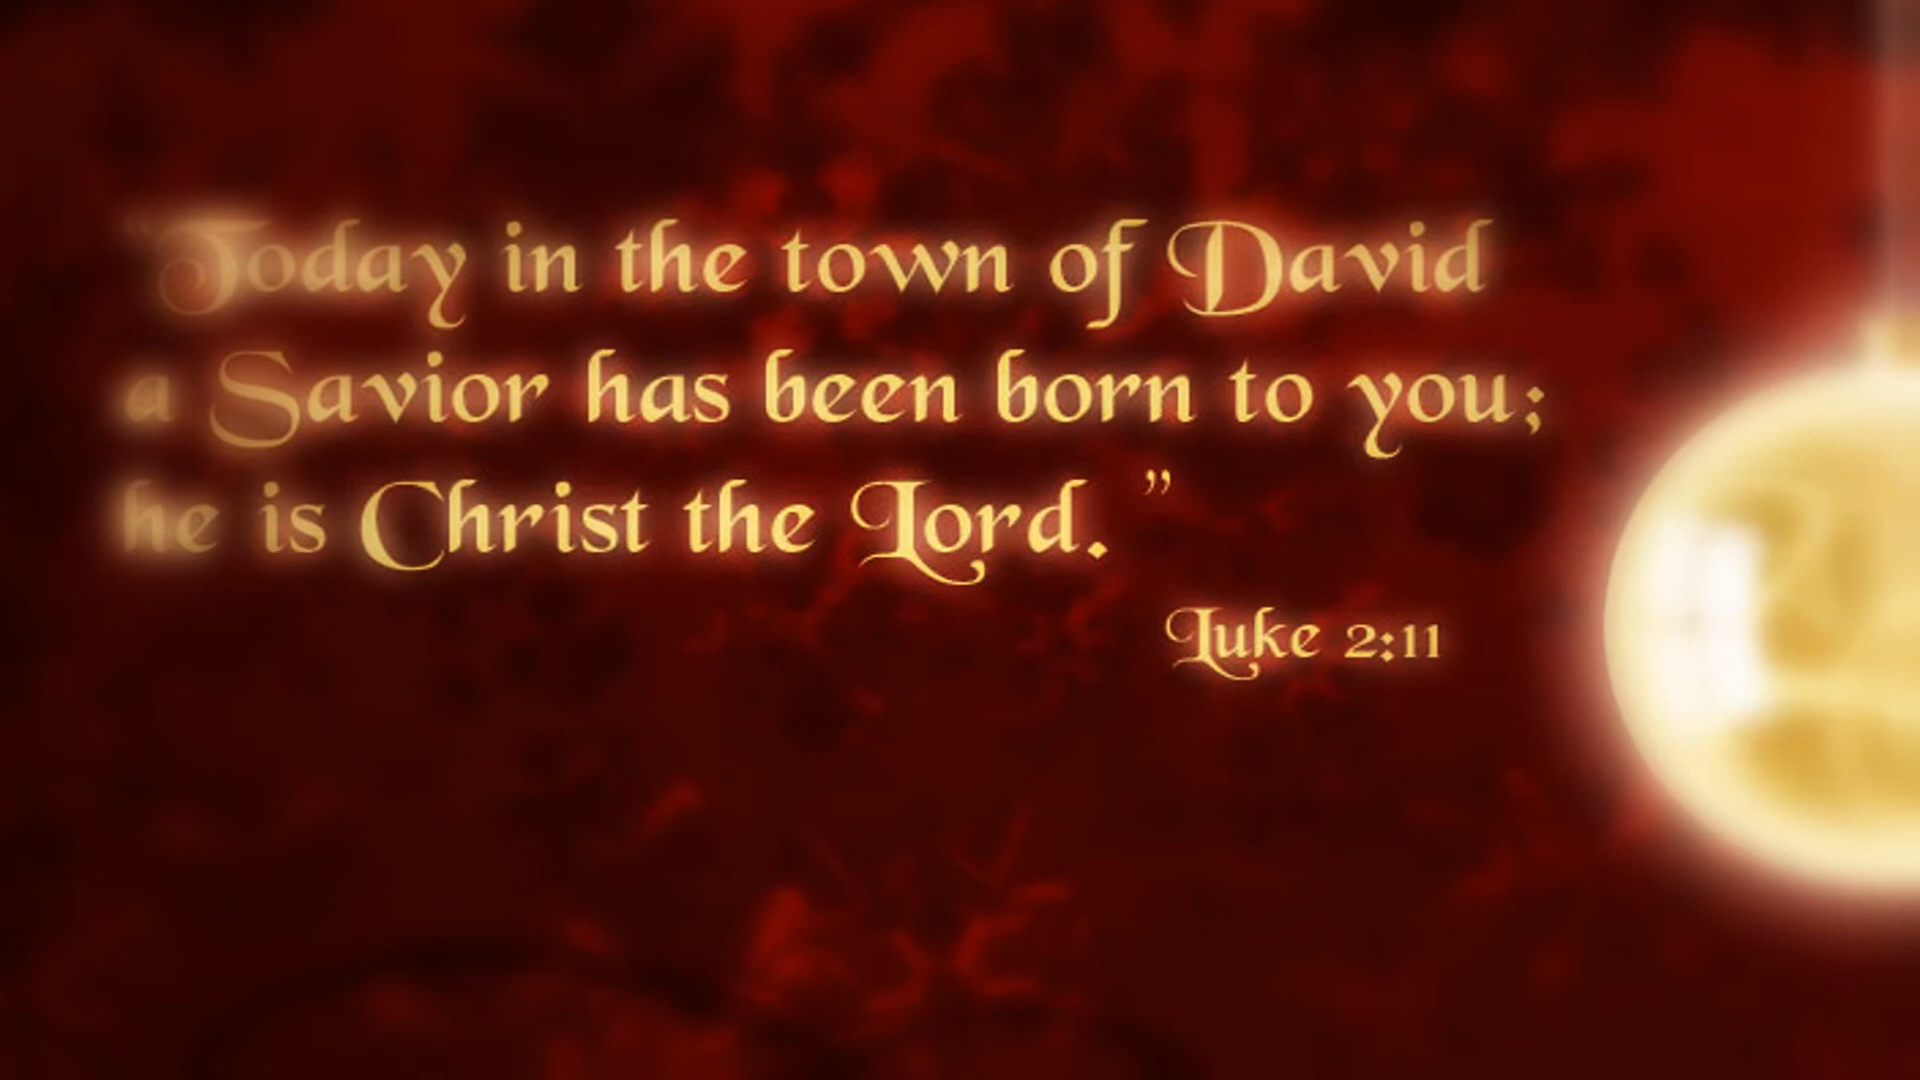 "Today in the town of David
a Savior has been born to you;
he is Christ the Lord. ”
Luke 2:11